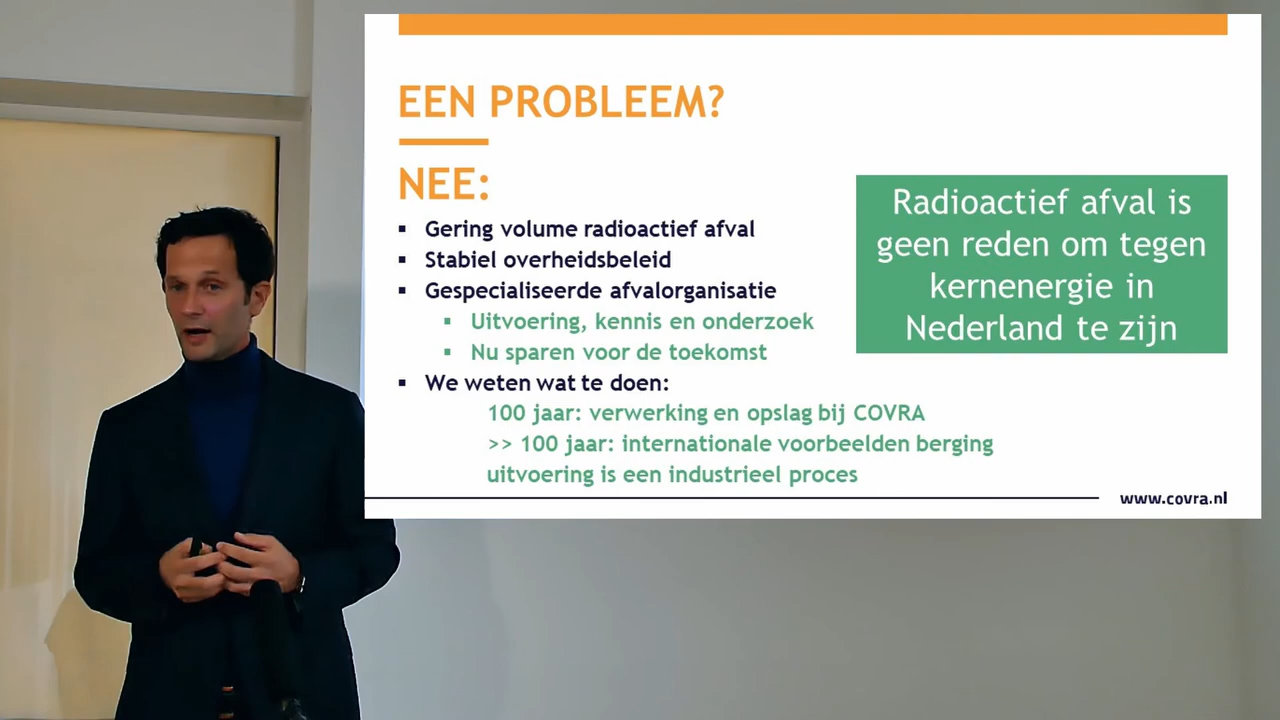 EEN PROBLEEM?
NEE:
Gering volume radioactief afval
Stabiel overheidsbeleid
Gespecialiseerde afvalorganisatie
Uitvoering, kennis en onderzoek
Nu sparen voor de toekomst
We weten wat te doen:
100 jaar: verwerking en opslag bij COVRA
>> 100 jaar: internationale voorbeelden berging
uitvoering is een industrieel proces
Radioactief afval is
geen reden om tegen
kernenergie in
Nederland te zijn
www.covra.nl